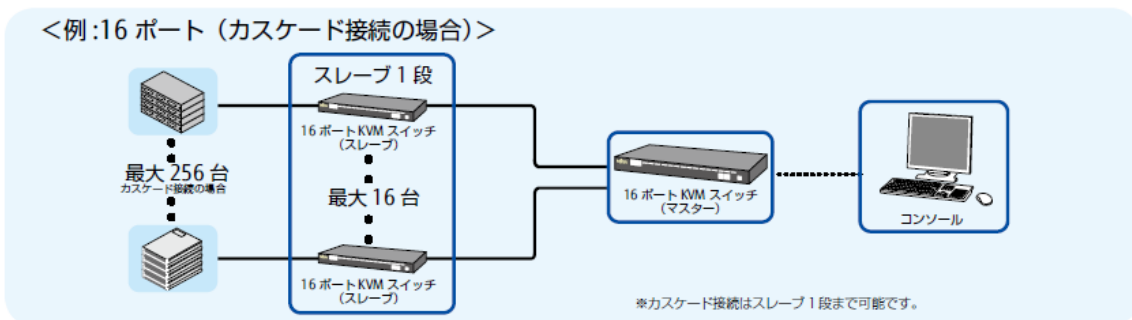 ＜例:16 ポート（カスケード接続の場合）＞
スレーブ 1 段
16 ポート KVM スイッチ
（スレーブ）
最大 256 台
カスケード接続の場合
最大 16 台
16 ポート KVM スイッチ
（スレーブ）
16 ポート KVM スイッチ
（マスター）
コンソール
※カスケード接続はスレーブ 1 段まで可能です。